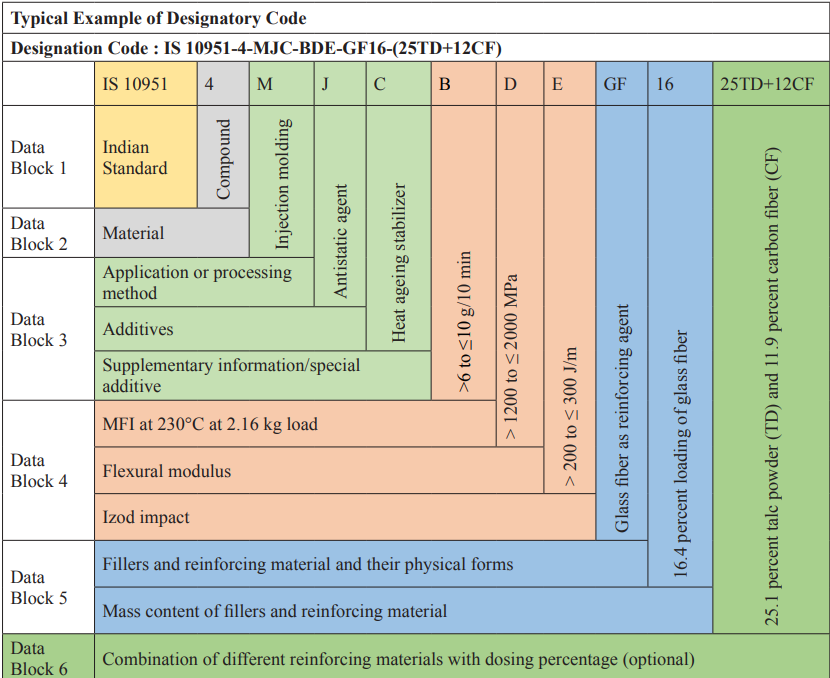 Typical Example of Designatory Code
Designation Code : IS 10951-4-MJC-BDE-GF16-(25TD+12CF)
IS 10951 4 M J C B D E GF 16 25TD+12CF
Data
Block 1
Indian
Standard
Compound
Injection molding
Antistatic agent
Heat ageing stabilizer
>6 to ≤10 g/10 min
> 1200 to ≤ 2000 MPa
> 200 to ≤ 300 J/m
Glass fiber as reinforcing agent
16.4 percent loading of glass fiber
25.1 percent talc powder (TD) and 11.9 percent carbon fiber (CF)
Data
Block 2
Material
Data
Block 3
Application or processing
method
Additives
Supplementary information/special
additive
Data
Block 4
MFI at 230°C at 2.16 kg load
Flexural modulus
Izod impact
Data
Block 5
Fillers and reinforcing material and their physical forms
Mass content of fillers and reinforcing material
Data
Block 6
Combination of different reinforcing materials with dosing percentage (optional)